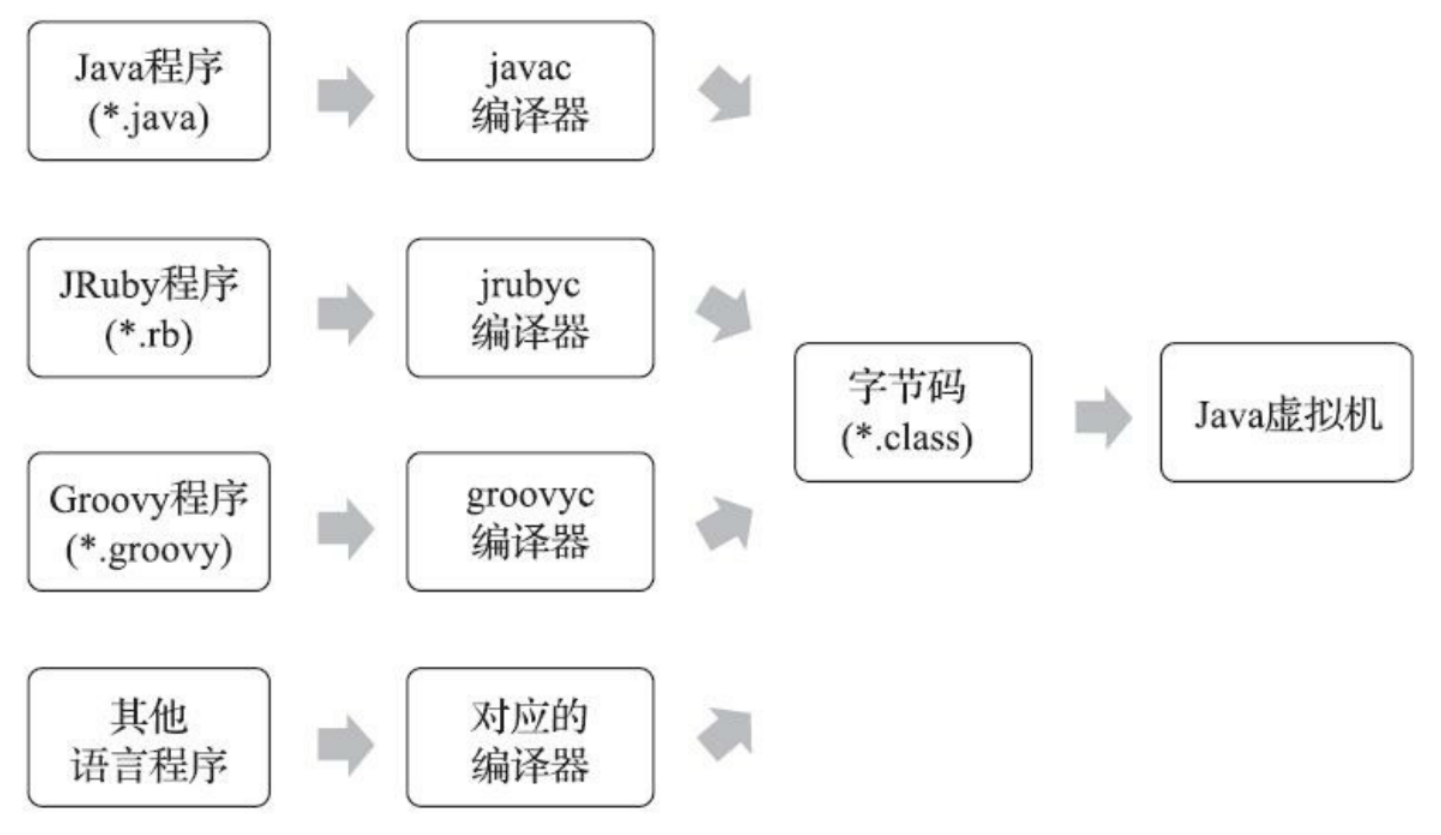 Java程序
(*.java)
javac
编译器
JRuby程序
(*.rb)
jrubyc
编译器
Groovy程序
(*.groovy)
groovyc
编译器
其他
语言程序
对应的
编译器
字节码
(*.class)
Java虚拟机